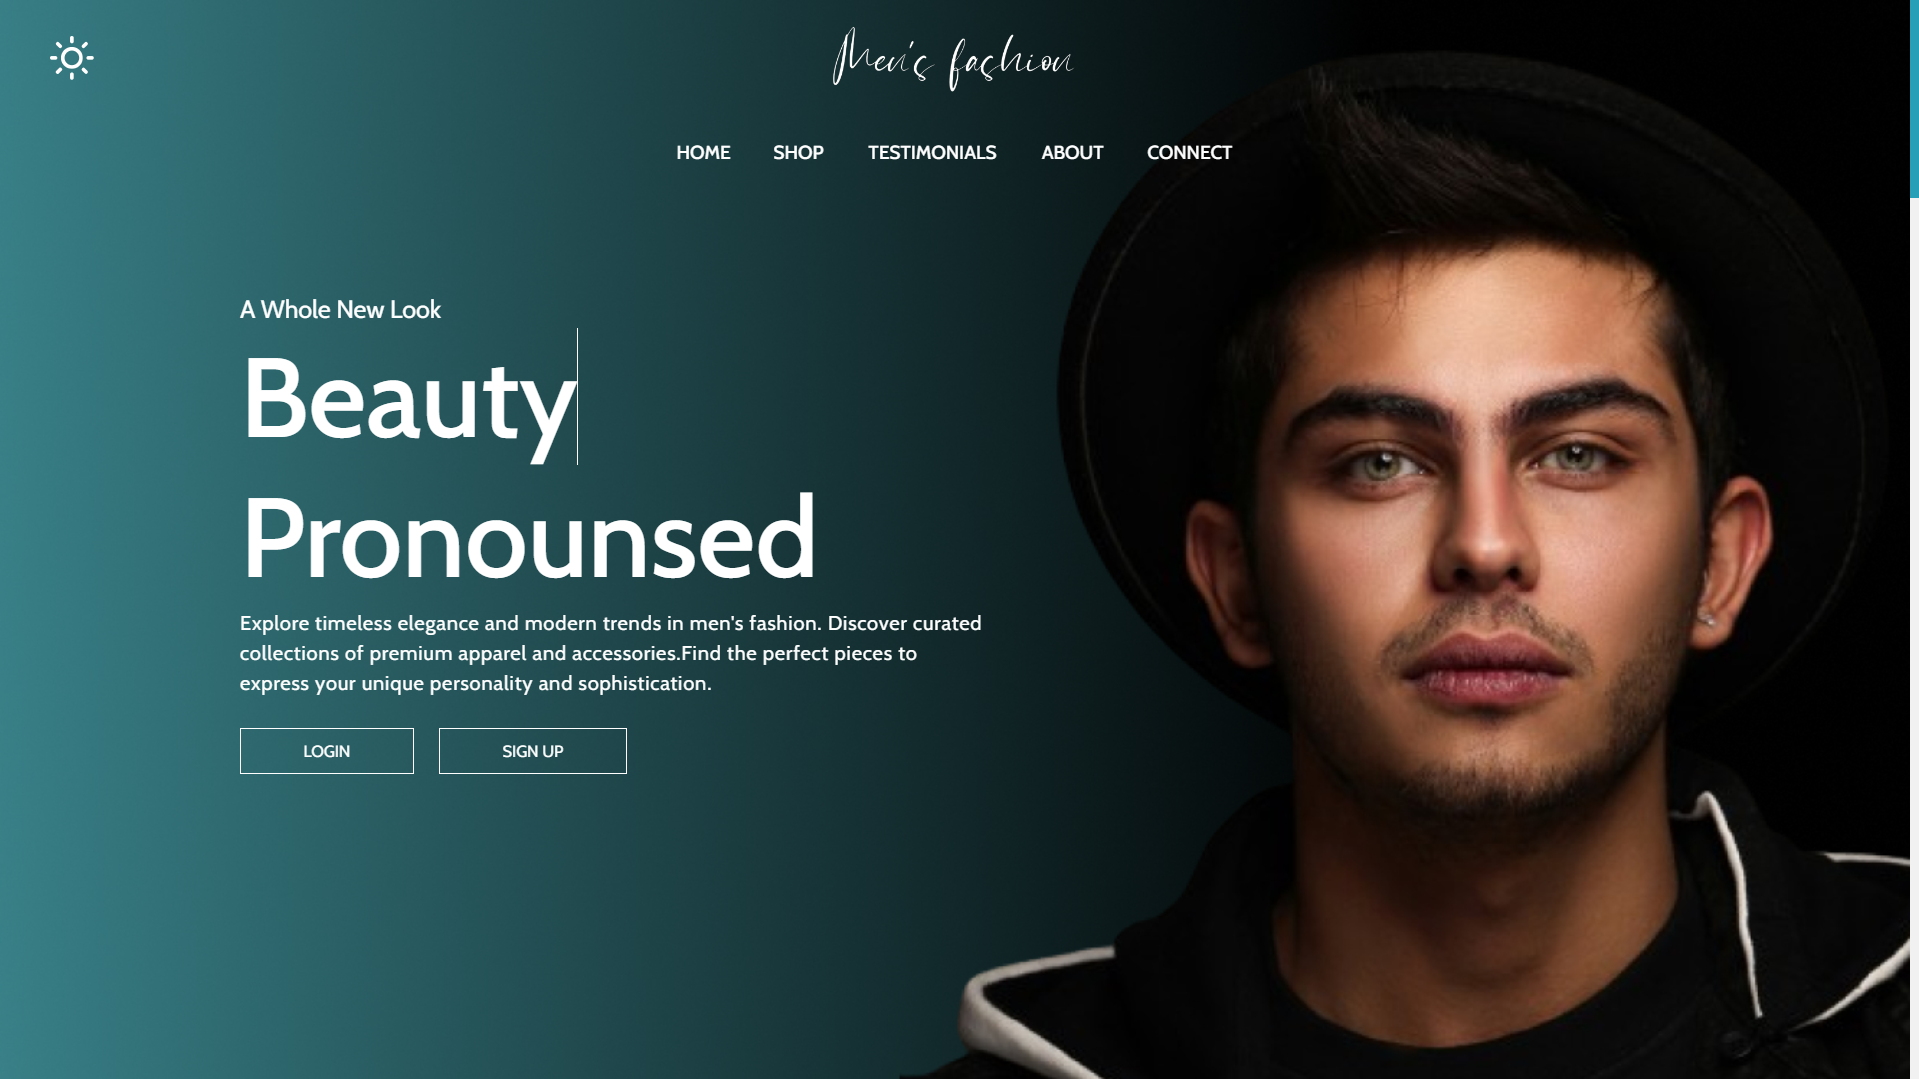 Men's fashion
HOME SHOP TESTIMONIALS ABOUT CONNECT
A Whole New Look
Beauty
Pronounsed
Explore timeless elegance and modern trends in men's fashion. Discover curated
collections of premium apparel and accessories.Find the perfect pieces to
express your unique personality and sophistication.
LOGIN SIGN UP